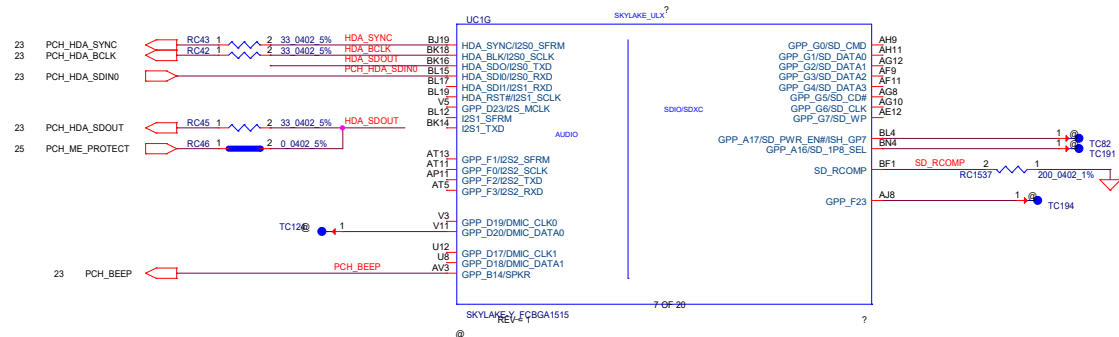 ?
UC1G
SKYLAKE_ULX
23 PCH_HDA_SYNC RC43 1 2 33_0402_5% HDA_SYNC BJ19 HDA_SYNC/I2S0_SFRM
23 PCH_HDA_BCLK RC42 1 2 33_0402_5% HDA_BCLK BK18 HDA_BLK/I2S0_SCLK
HDA_SDOUT BK16 HDA_SDO/I2S0_TXD
23 PCH_HDA_SDIN0 PCH_HDA_SDIN0 BL15 HDA_SDI0/I2S0_RXD
BL17 HDA_SDI1/I2S1_RXD
BL19 HDA_RST#/I2S1_SCLK
V5 GPP_D23/I2S_MCLK
BL12 I2S1_SFRM
BK14 I2S1_TXD
23 PCH_HDA_SDOUT RC45 1 2 33_0402_5% HDA_SDOUT
25 PCH_ME_PROTECT RC46 1 2 0_0402_5%
AUDIO
SDIO/SDXC
AT13 GPP_F1/I2S2_SFRM
AT11 GPP_F0/I2S2_SCLK
AP11 GPP_F2/I2S2_TXD
AT5 GPP_F3/I2S2_RXD
V3 GPP_D19/DMIC_CLK0
@ 1 V11 GPP_D20/DMIC_DATA0
U12 GPP_D17/DMIC_CLK1
U8 GPP_D18/DMIC_DATA1
23 PCH_BEEP PCH_BEEP AV3 GPP_B14/SPKR
GPP_G0/SD_CMD AH9
GPP_G1/SD_DATA0 AH11
GPP_G2/SD_DATA1 AG12
GPP_G3/SD_DATA2 AF9
GPP_G4/SD_DATA3 AF11
GPP_G5/SD_CD# AG8
GPP_G6/SD_CLK AG10
GPP_G7/SD_WP AE12
GPP_A17/SD_PWR_EN#/ISH_GP7 BL4 1 @ TC82
GPP_A16/SD_1P8_SEL BN4 1 @ TC191
SD_RCOMP BF1 SD_RCOMP 2 1
RC1537 200_0402_1%
GPP_F23 AJ8 1 @ TC194
7 OF 20
SKYLAKE-Y_FCBGA1515
REV = 1
?
@